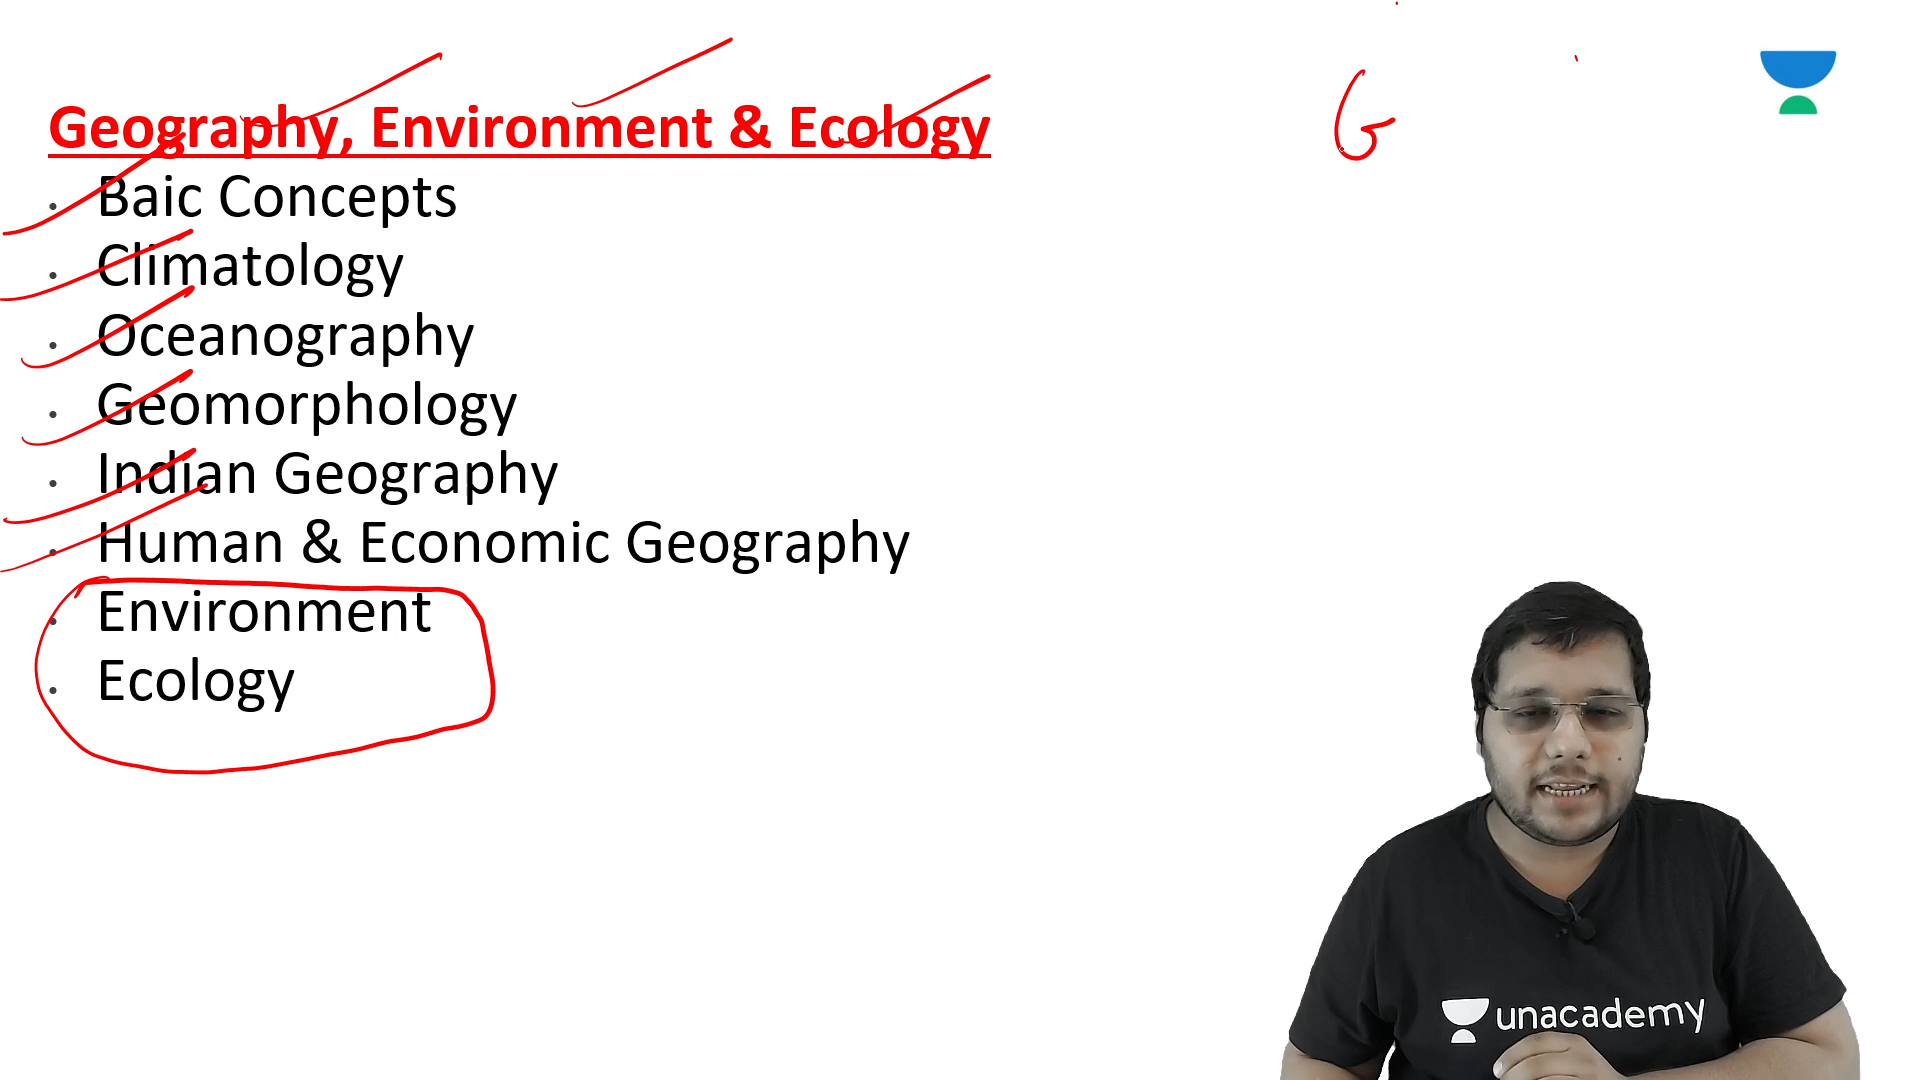 Geography, Environment & Ecology
G
• Baic Concepts
• Climatology
• Oceanography
• Geomorphology
• Indian Geography
• Human & Economic Geography
• Environment
• Ecology
unacademy